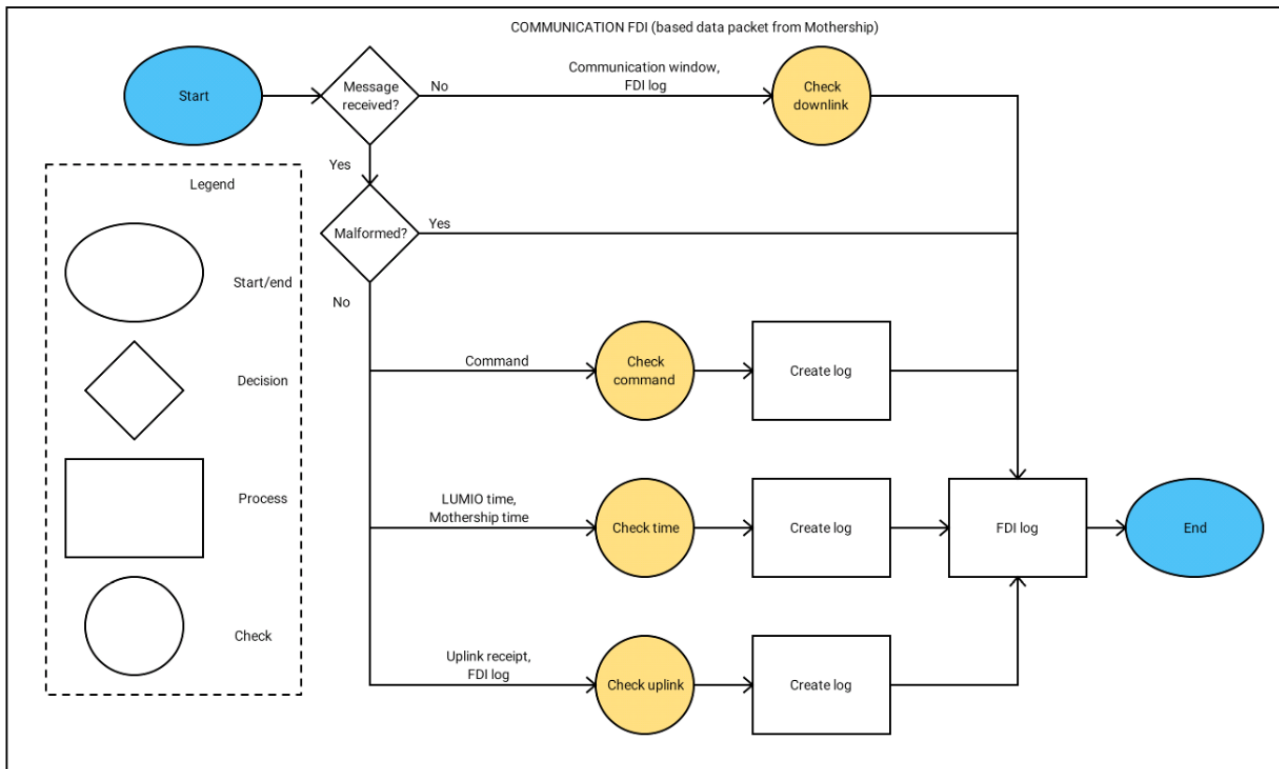 COMMUNICATION FDI (based data packet from Mothership)
Start
Message
received?
No
Communication window,
FDI log
Check
downlink
Yes
Legend
Malformed?
Yes
Start/end
No
Command
Check
command
Create log
Decision
Process
LUMIO time,
Mothership time
Check time
Create log
FDI log
End
Check
Uplink receipt,
FDI log
Check uplink
Create log